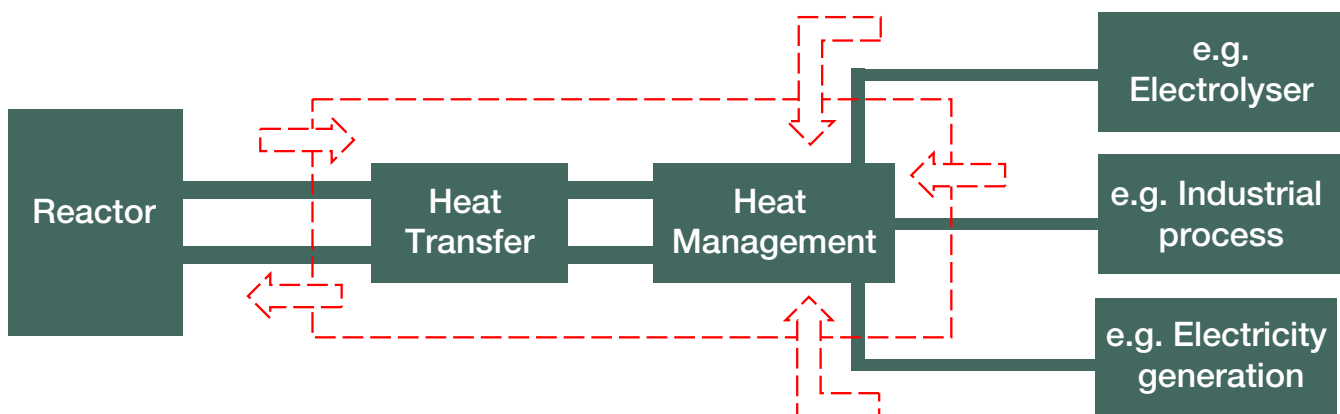 Reactor
Heat
Transfer
Heat
Management
e.g.
Electrolyser
e.g. Industrial
process
e.g. Electricity
generation